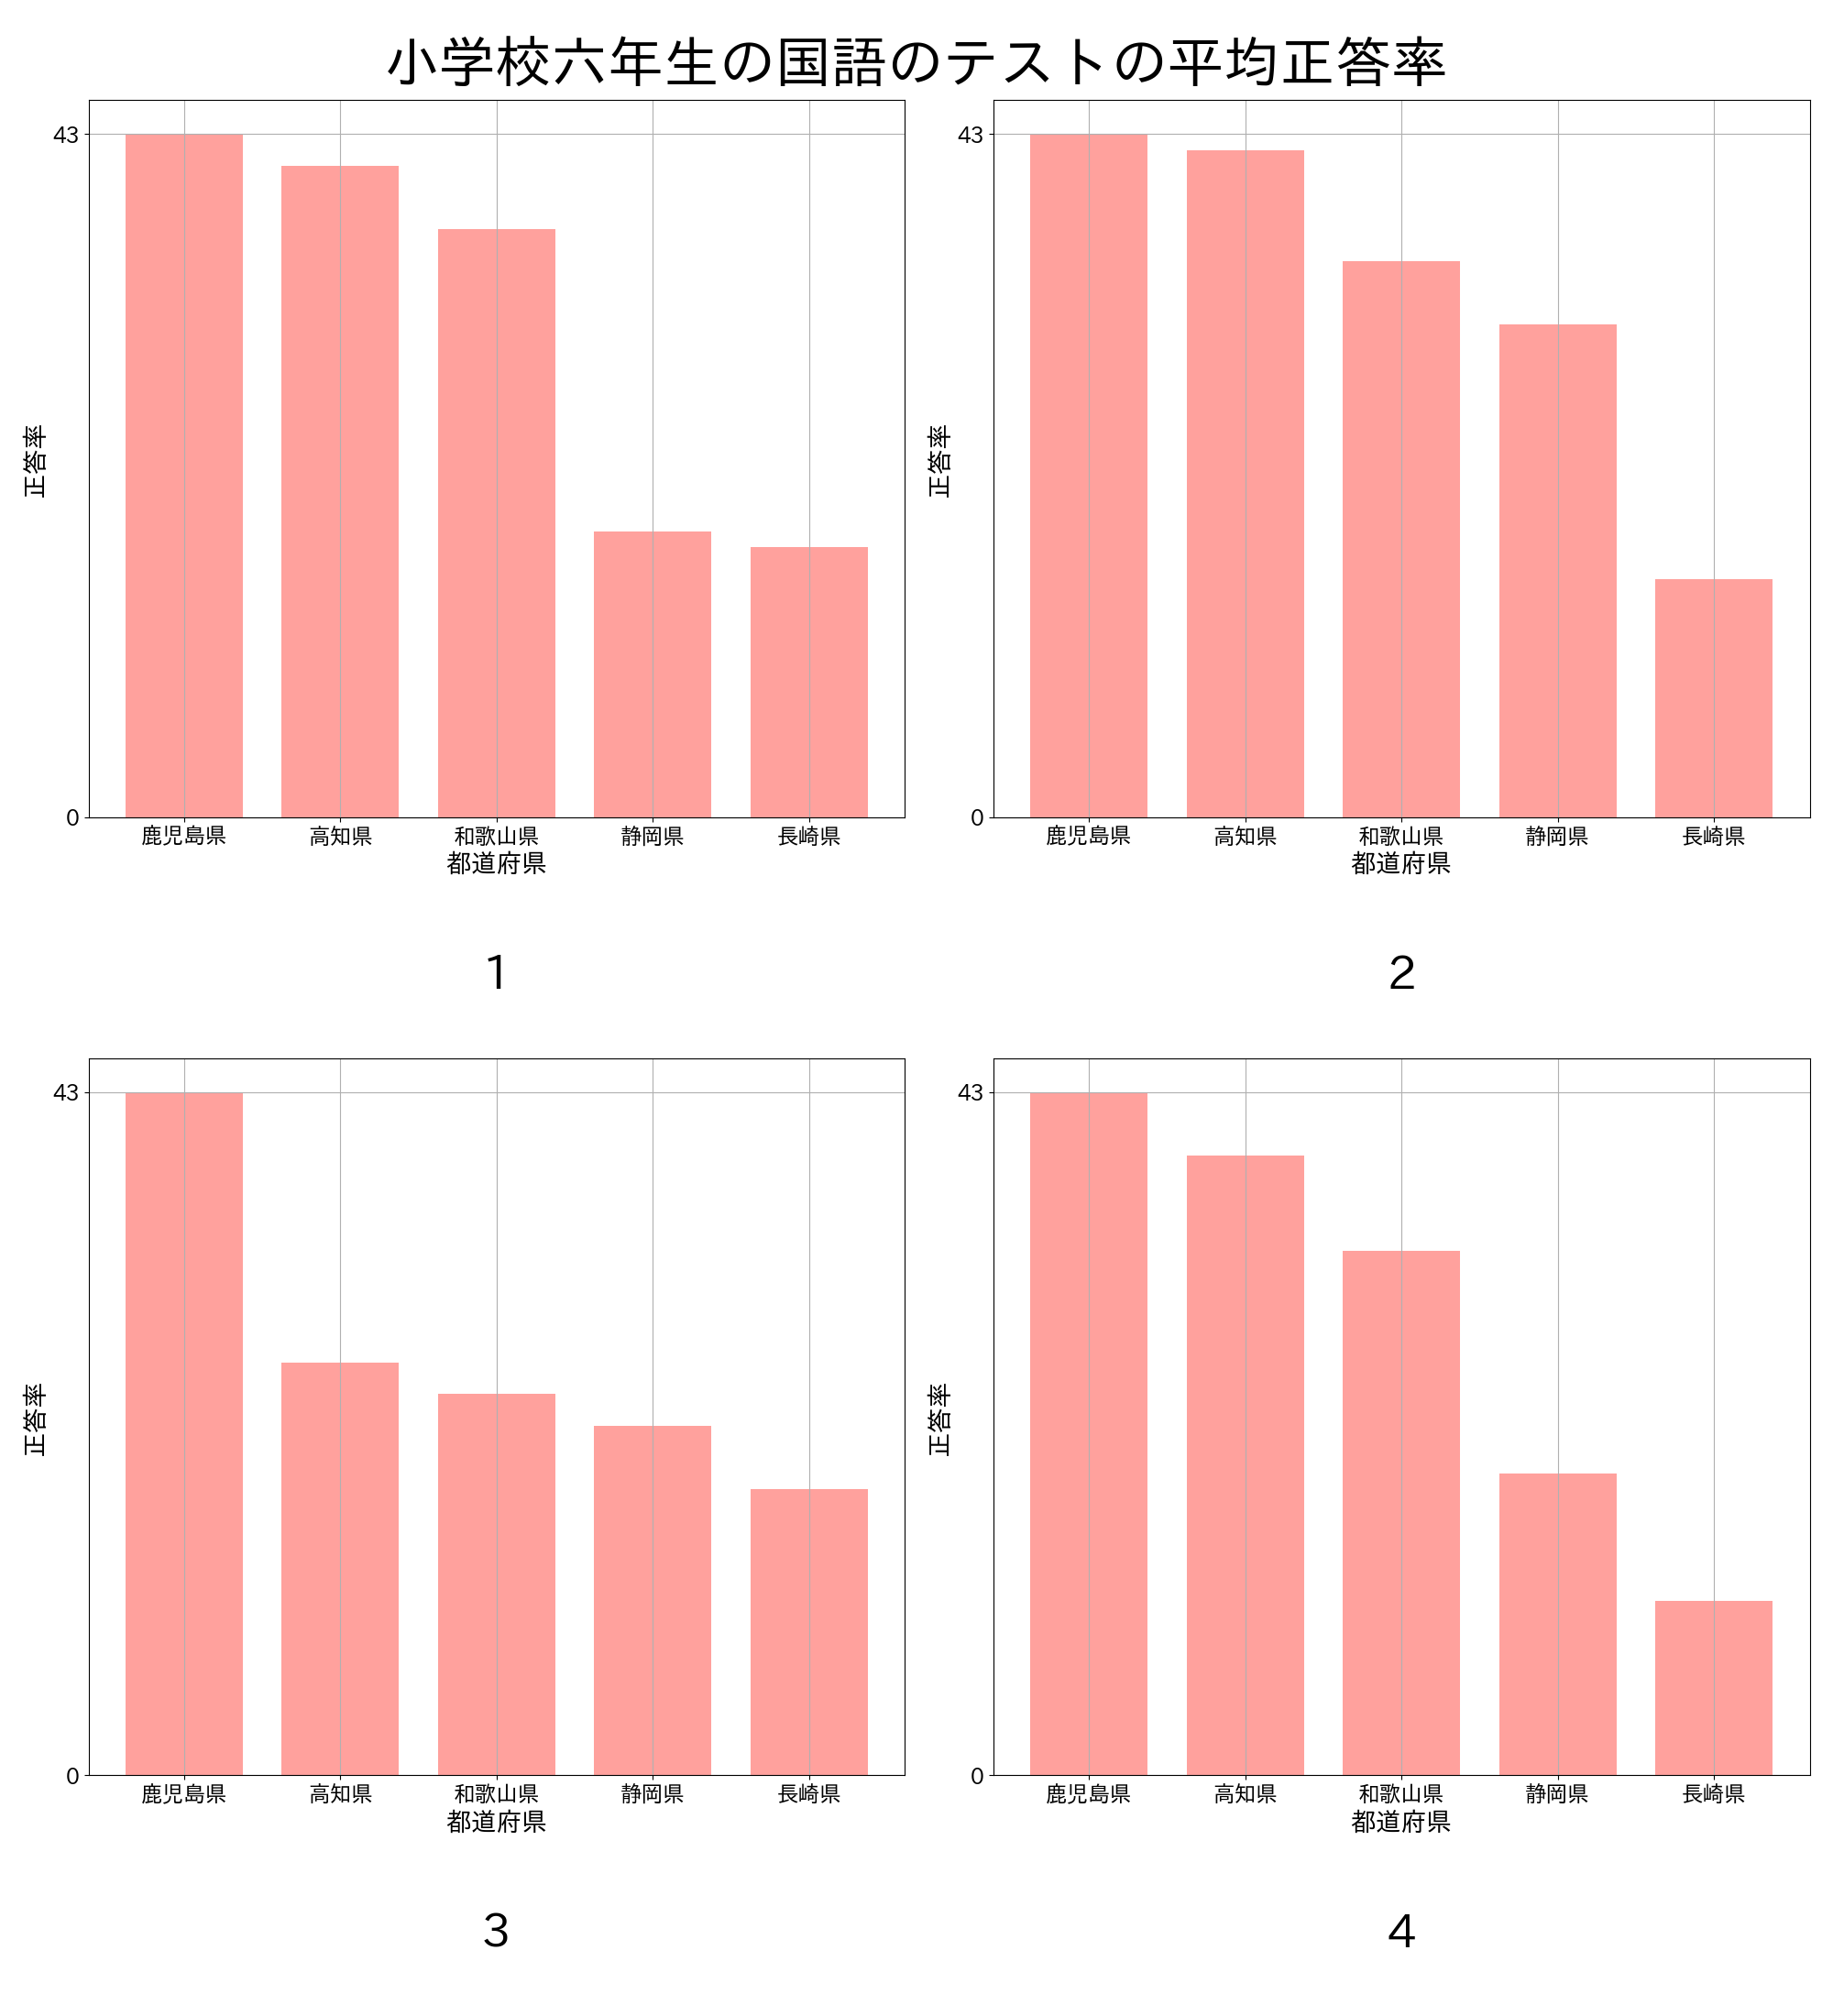 小学校六年生の国語のテストの平均正答率
43
0
正答率
鹿児島県 高知県 和歌山県 静岡県 長崎県
都道府県
1
43
0
正答率
鹿児島県 高知県 和歌山県 静岡県 長崎県
都道府県
2
43
0
正答率
鹿児島県 高知県 和歌山県 静岡県 長崎県
都道府県
3
43
0
正答率
鹿児島県 高知県 和歌山県 静岡県 長崎県
都道府県
4